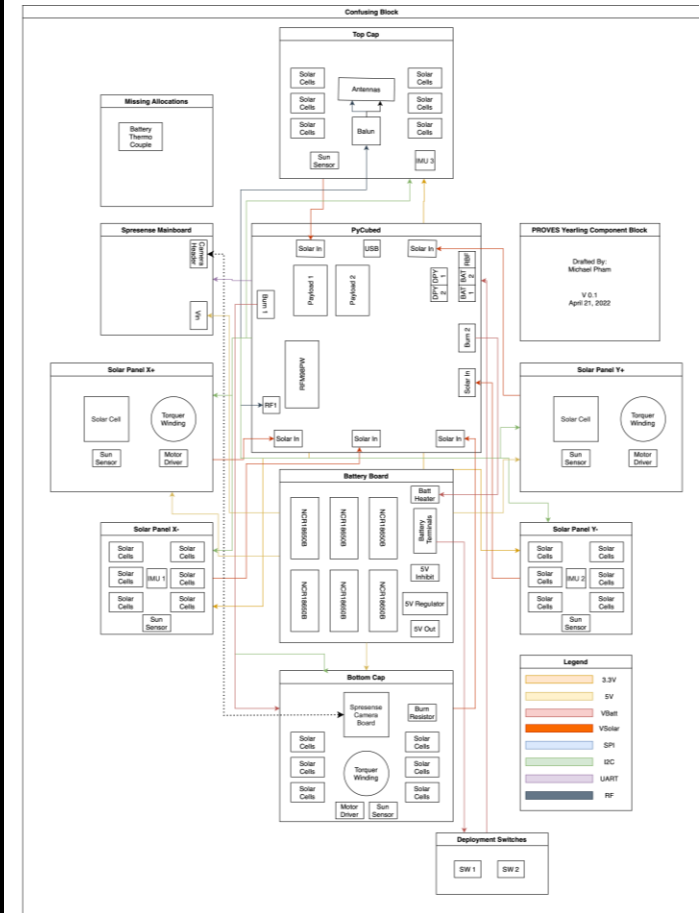 Confusing Block
Top Cap
Solar
Cells
Solar
Cells
Solar
Cells
Antennas
Balun
Solar
Cells
Solar
Cells
Solar
Cells
Sun
Sensor
IMU 3
Missing Allocations
Battery
Thermo
Couple
Spresense Mainboard
Camera
Header
Vin
PyCubed
Solar In
USB
Solar In
Payload 1
Payload 2
DPY
1
DPY
2
RBF
BAT
2
BAT
1
Burn 1
Burn 2
RFM98PW
Solar In
RF1
Solar In
Solar In
Solar In
PROVES Yearling Component Block
Drafted By:
Michael Pham
V 0.1
April 21, 2022
Solar Panel X+
Solar Cell
Torquer
Winding
Sun
Sensor
Motor
Driver
Solar Panel Y+
Solar Cell
Torquer
Winding
Sun
Sensor
Motor
Driver
Battery Board
NCR18650B
NCR18650B
NCR18650B
NCR18650B
NCR18650B
NCR18650B
Batt
Heater
Battery
Terminals
5V
Inhibit
5V Regulator
5V Out
Solar Panel X-
Solar
Cells
Solar
Cells
Solar
Cells
IMU 1
Solar
Cells
Solar
Cells
Solar
Cells
Sun
Sensor
Solar Panel Y-
Solar
Cells
Solar
Cells
Solar
Cells
IMU 2
Solar
Cells
Solar
Cells
Solar
Cells
Sun
Sensor
Bottom Cap
Spresense
Camera
Board
Burn
Resistor
Solar
Cells
Solar
Cells
Solar
Cells
Torquer
Winding
Solar
Cells
Solar
Cells
Solar
Cells
Motor
Driver
Sun
Sensor
Legend
3.3V
5V
VBatt
VSolar
SPI
I2C
UART
RF
Deployment Switches
SW 1
SW 2